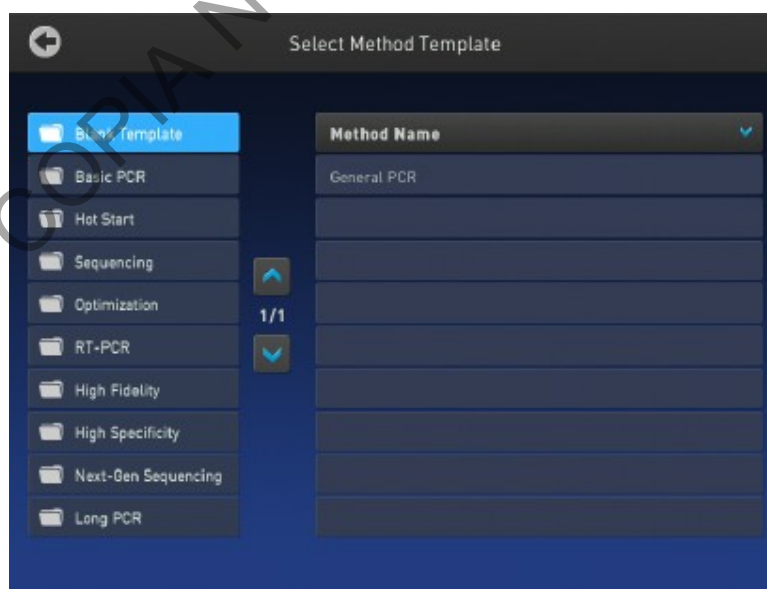 Select Method Template
Blank Template
Basic PCR
Hot Start
Sequencing
Optimization
RT-PCR
High Fidelity
High Specificity
Next-Gen Sequencing
Long PCR
1/1
Method Name
General PCR
COPIA N